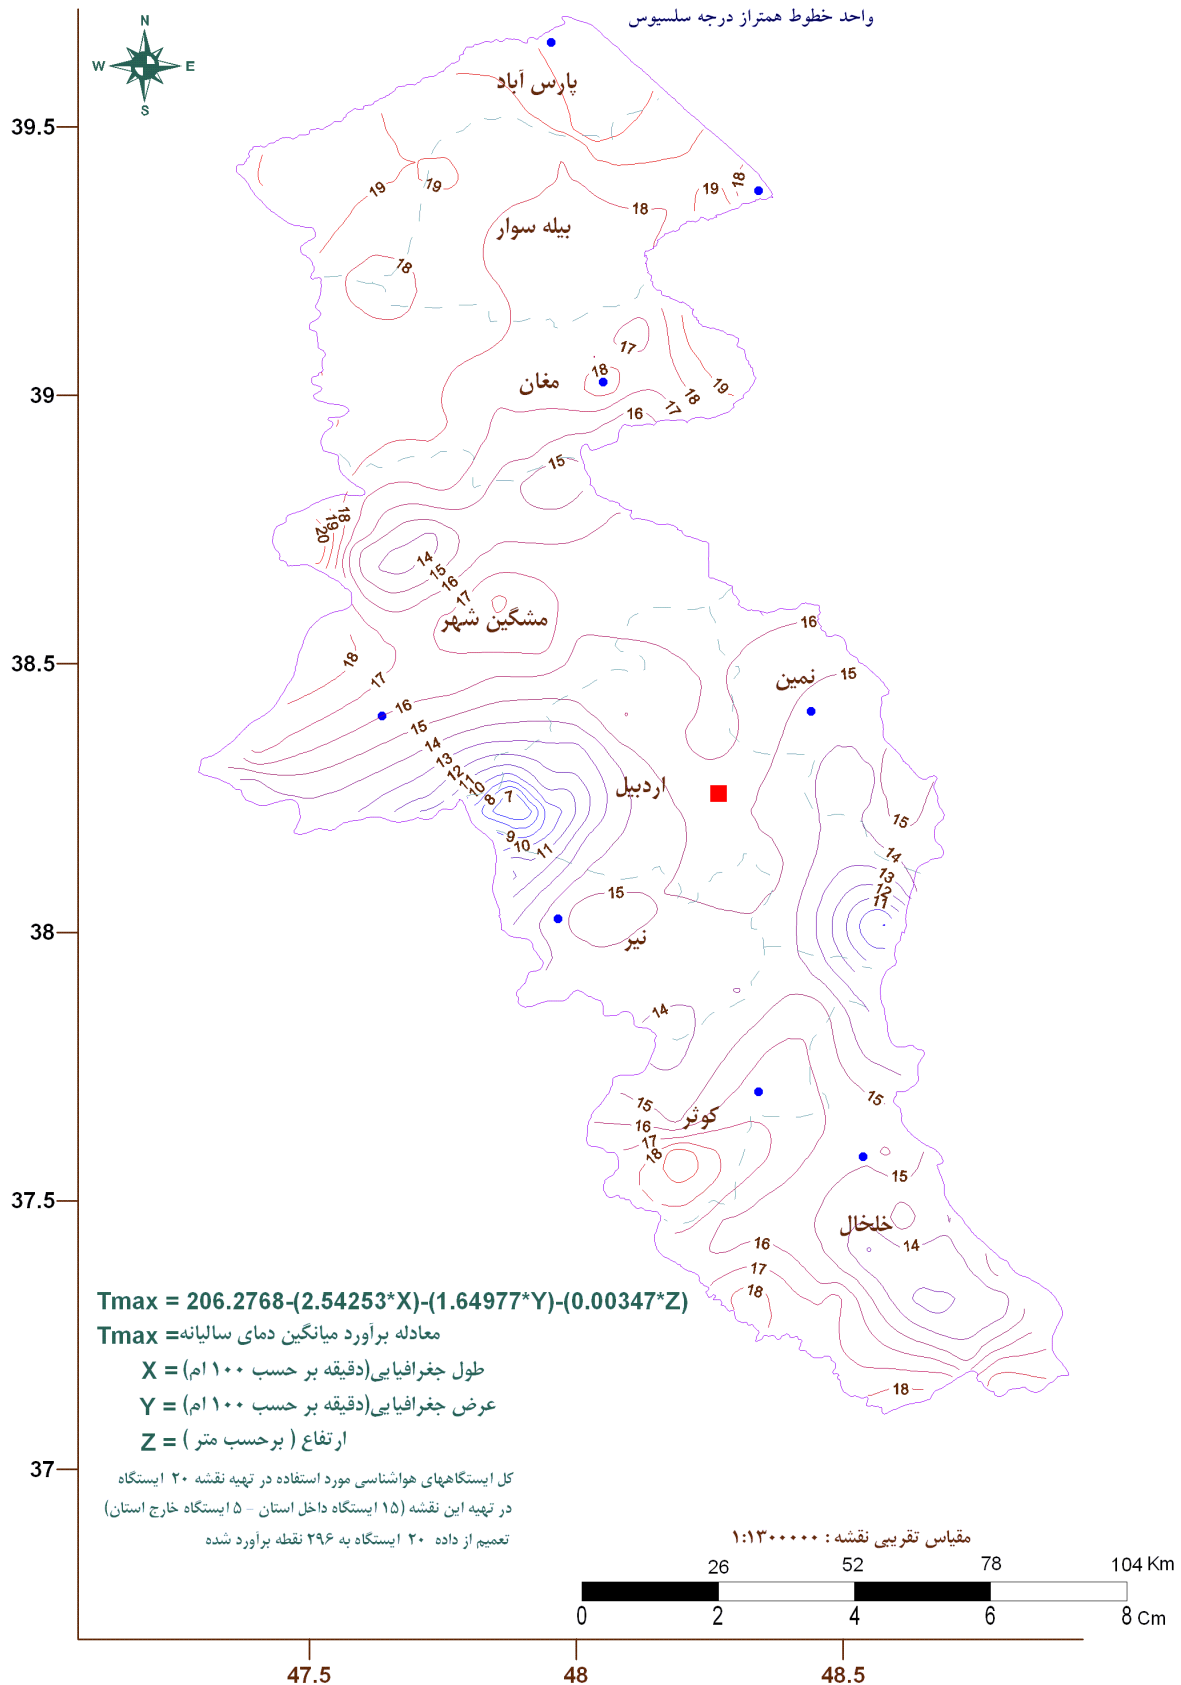 واحد خطوط همتراز درجه سلسیوس
N
W E
S
پارس آباد
39.5
19 19 18 19 18
بیله سوار
18
17
18
مغان
39
16 17 18 19
15
18
19
20
14
15
16
17
مشگین شهر
16
38.5
18
نمین
15
17
16
15
14
13
12
11
10
8
7
اردبیل
15
9
10
11
14
13
12
11
15
38
نیر
14
15
15
کوثر
16
17
18
15
37.5
خلخال
14
16
17
18
18
Tmax = 206.2768-(2.54253*X)-(1.64977*Y)-(0.00347*Z)
Tmax =معادله برآورد میانگین دمای سالیانه
X = طول جغرافیایی(دقیقه بر حسب ۱۰۰ ام)
Y = عرض جغرافیایی(دقیقه بر حسب ۱۰۰ ام)
Z = ارتفاع ( برحسب متر )
37
کل ایستگاههای هواشناسی مورد استفاده در تهیه نقشه ۲۰ ایستگاه
در تهیه این نقشه (۱۵ ایستگاه داخل استان - ۵ ایستگاه خارج استان)
تعمیم از داده ۲۰ ایستگاه به ۲۹۶ نقطه برآورد شده
مقیاس تقریبی نقشه : ۱:۱۳۰۰۰۰۰
26 52 78 104 Km
0 2 4 6 8 Cm
47.5 48 48.5